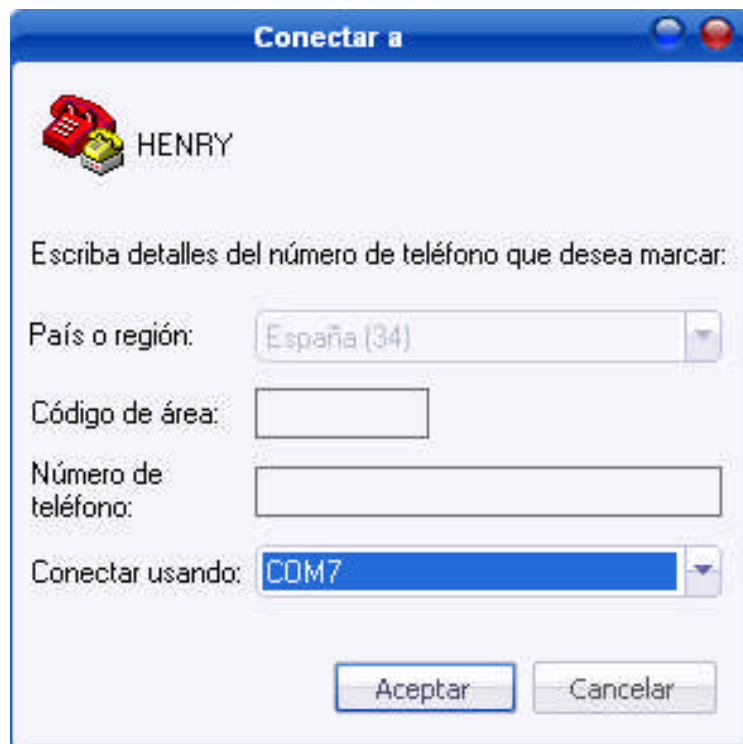 Conectar a
HENRY
Escriba detalles del número de teléfono que desea marcar:
País o región:
España (34)
Código de área:
Número de
teléfono:
Conectar usando:
COM7
Aceptar
Cancelar